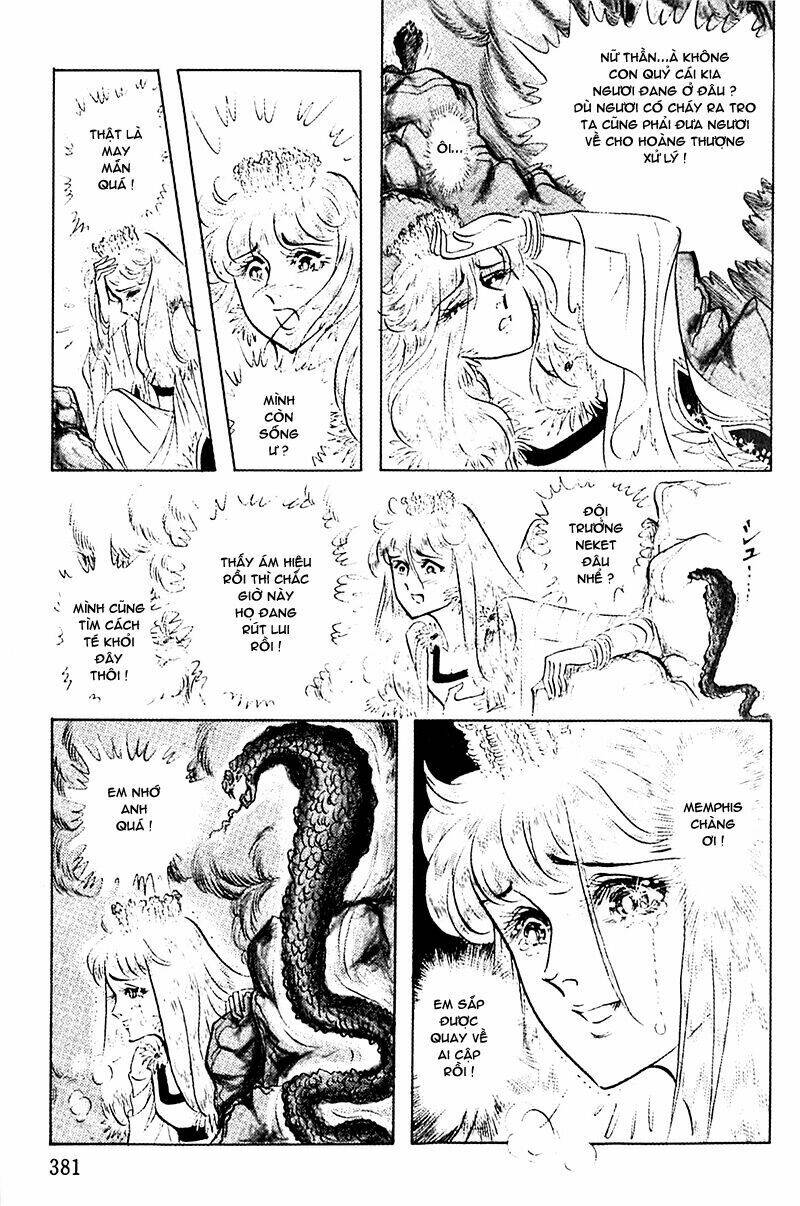 NỮ THẦN...À KHÔNG
CON QUỶ CÁI KIA
NGƯƠI ĐANG Ở ĐÂU ?
DÙ NGƯƠI CÓ CHÁY RA TRO
TA CŨNG PHẢI ĐƯA NGƯƠI
VỀ CHO HOÀNG THƯỢNG
XỬ LÝ !
ÔI...
MÌNH
CÒN
SỐNG
Ư ?
THẬT LÀ
MAY
MẮN
QUÁ !
ĐỘI
TRƯỞNG
NEKET
ĐÂU
NHỈ ?
ジュ…
THẤY ÁM HIỆU
RỒI THÌ CHẮC
GIỜ NÀY
HỌ ĐANG
RÚT LUI
RỒI !
MÌNH CŨNG
TÌM CÁCH
TÉ KHỎI
ĐÂY
THÔI !
MEMPHIS
CHÀNG
ƠI !
EM SẮP
ĐƯỢC
QUAY VỀ
AI CẬP
RỒI !
EM NHỚ
ANH
QUÁ !
381